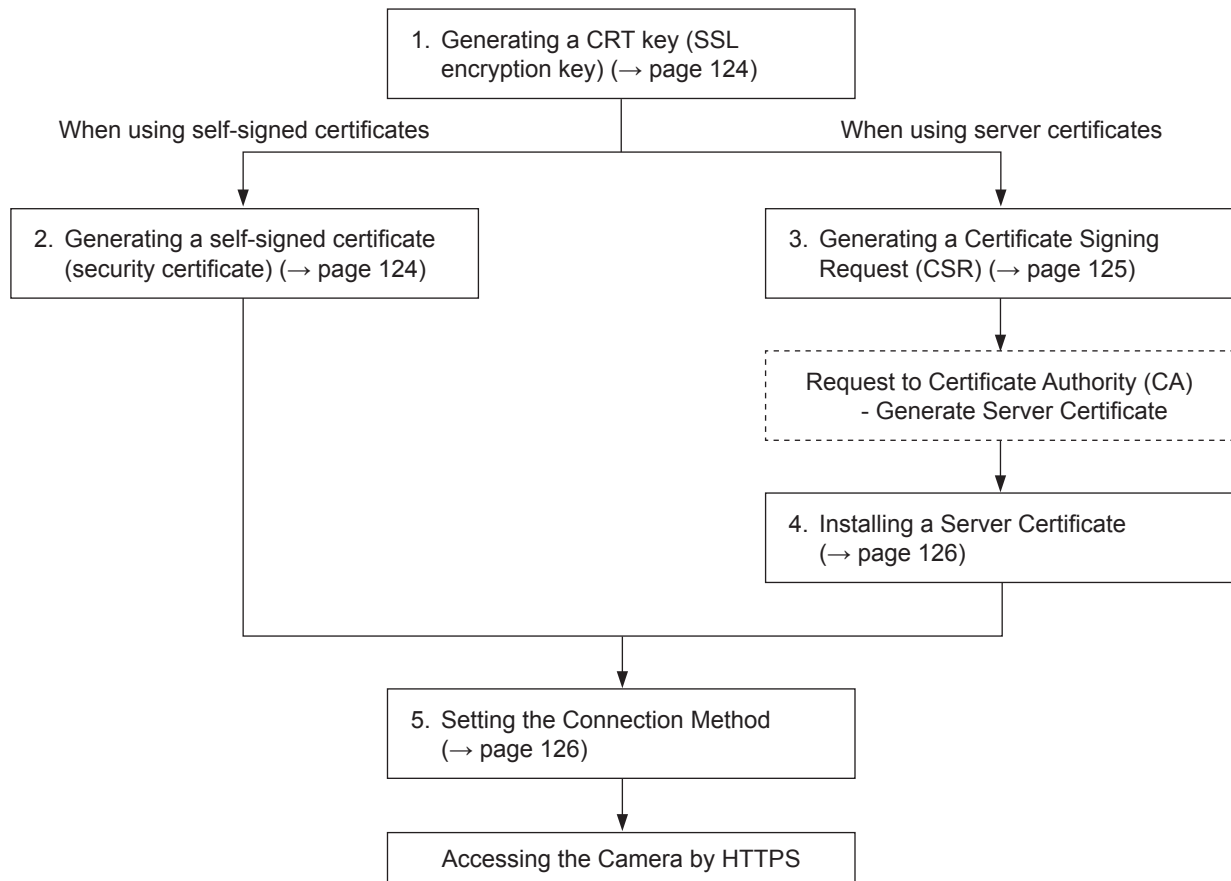 1. Generating a CRT key (SSL
encryption key) (→ page 124)
When using self-signed certificates
When using server certificates
2. Generating a self-signed certificate
(security certificate) (→ page 124)
3. Generating a Certificate Signing
Request (CSR) (→ page 125)
Request to Certificate Authority (CA)
- Generate Server Certificate
4. Installing a Server Certificate
(→ page 126)
5. Setting the Connection Method
(→ page 126)
Accessing the Camera by HTTPS